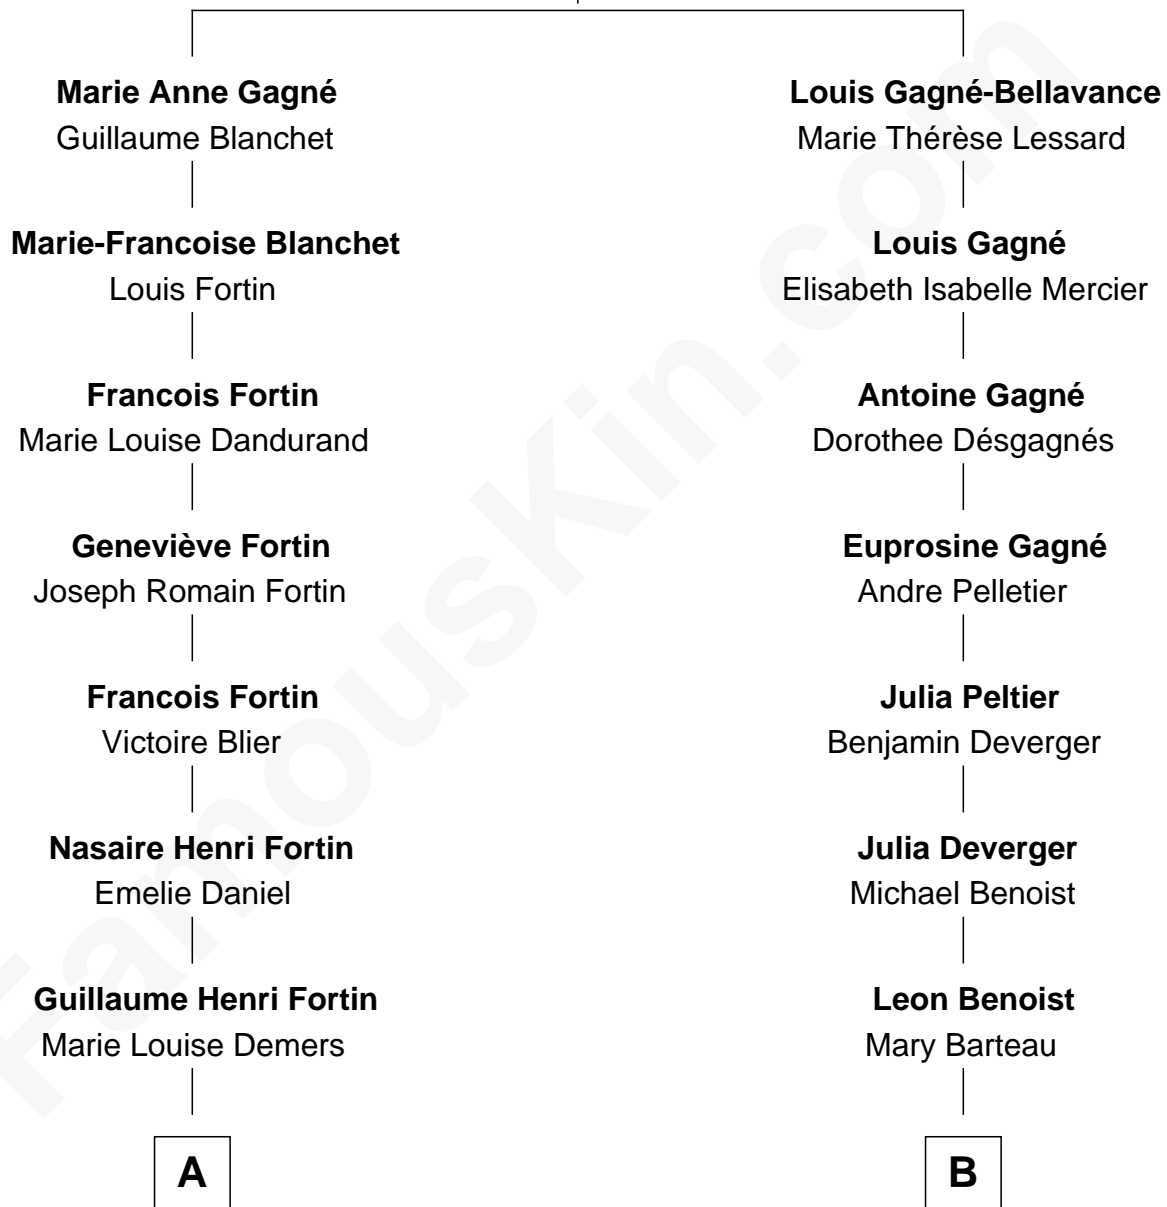 Marie Anne Gagné
Guillaume Blanchet
Marie-Francoise Blanchet
Louis Fortin
Francois Fortin
Marie Louise Dandurand
Geneviève Fortin
Joseph Romain Fortin
Francois Fortin
Victoire Blier
Nasaire Henri Fortin
Emelie Daniel
Guillaume Henri Fortin
Marie Louise Demers
A
Louis Gagné-Bellavance
Marie Thérèse Lessard
Louis Gagné
Elisabeth Isabelle Mercier
Antoine Gagné
Dorothee Désgagnés
Euprosine Gagné
Andre Pelletier
Julia Peltier
Benjamin Deverger
Julia Deverger
Michael Benoist
Leon Benoist
Mary Barteau
B
FamousKin.com